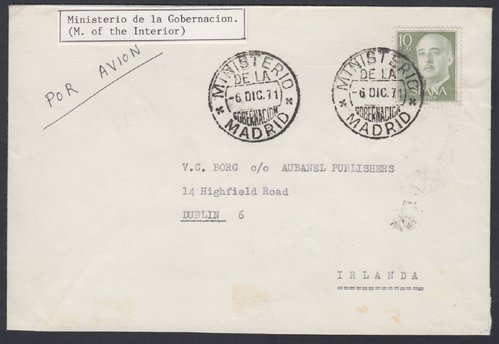 Ministerio de la Gobernacion.
(M. of the Interior)
POR AVION
MINISTERIO
DE LA
-6.DIC.71
GOBERNACION
MADRID
MINISTERIO
DE LA
-6.DIC.71
GOBERNACION
MADRID
10
ESPAÑA
V.G. BORG c/o AUBANEL PUBLISHERS
14 Highfield Road
DUBLIN 6
IRLANDA